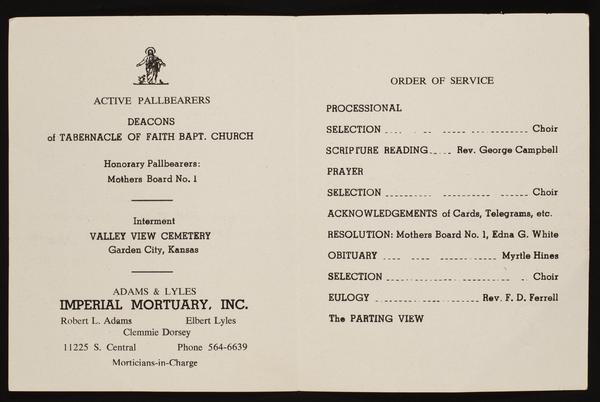 ACTIVE PALLBEARERS
DEACONS
of TABERNACLE OF FAITH BAPT. CHURCH
Honorary Pallbearers:
Mothers Board No. 1
Interment
VALLEY VIEW CEMETERY
Garden City, Kansas
ADAMS & LYLES
IMPERIAL MORTUARY, INC.
Robert L. Adams Elbert Lyles
Clemmie Dorsey
11225 S. Central Phone 564-6639
Morticians-in-Charge
ORDER OF SERVICE
PROCESSIONAL
SELECTION Choir
SCRIPTURE READING Rev. George Campbell
PRAYER
SELECTION Choir
ACKNOWLEDGEMENTS of Cards, Telegrams, etc.
RESOLUTION: Mothers Board No. 1, Edna G. White
OBITUARY Myrtle Hines
SELECTION Choir
EULOGY Rev. F. D. Ferrell
The PARTING VIEW